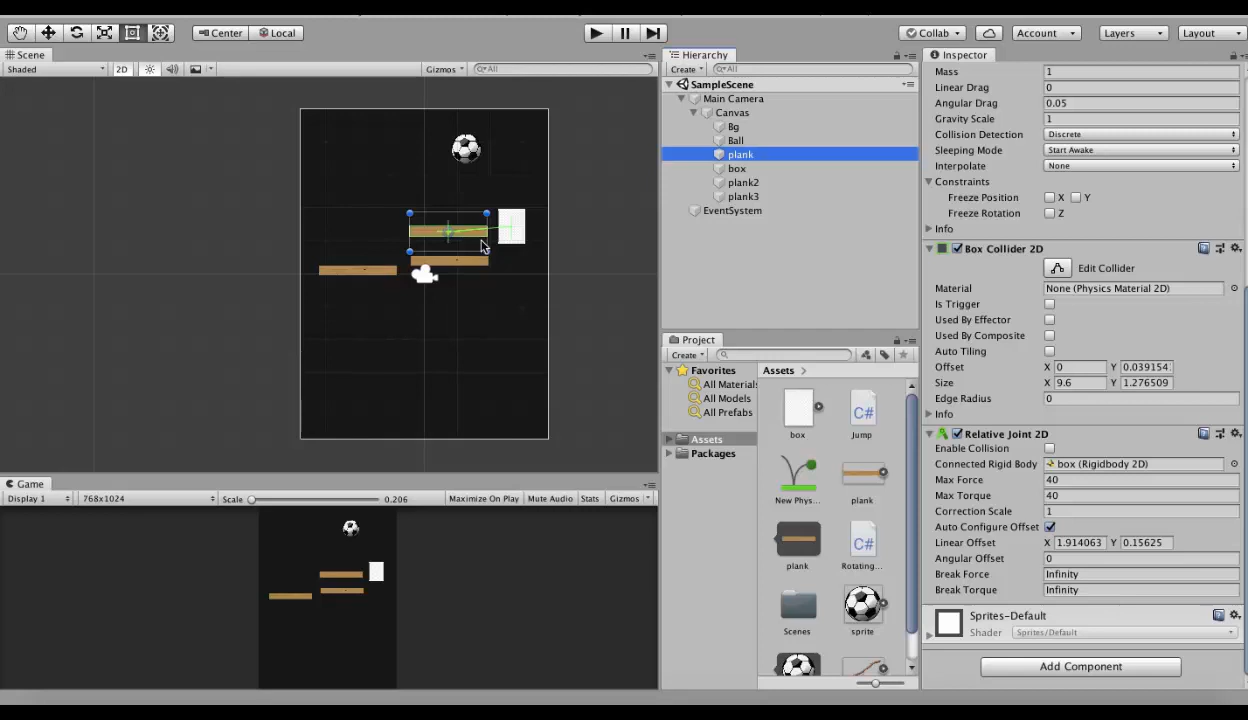 Center Local Collab Account Layers Layout
Scene
Shaded 2D Gizmos All
Hierarchy
Create All
SampleScene
Main Camera
Canvas
Bg
Ball
plank
box
plank2
plank3
EventSystem
Inspector
Mass 1
Linear Drag 0
Angular Drag 0.05
Gravity Scale 1
Collision Detection Discrete
Sleeping Mode Start Awake
Interpolate None
Constraints
Freeze Position X Y
Freeze Rotation Z
Info
Box Collider 2D
Edit Collider
Material None (Physics Material 2D)
Is Trigger
Used By Effector
Used By Composite
Auto Tiling
Offset X 0 Y 0.039154
Size X 9.6 Y 1.276509
Edge Radius 0
Info
Relative Joint 2D
Enable Collision
Connected Rigid Body box (Rigidbody 2D)
Max Force 40
Max Torque 40
Correction Scale 1
Auto Configure Offset
Linear Offset X 1.914063 Y 0.15625
Angular Offset 0
Break Force Infinity
Break Torque Infinity
Sprites-Default
Shader Sprites/Default
Add Component
Project
Create
Favorites
All Materials
All Models
All Prefabs
Assets
Packages
Assets
box Jump
New Phys... plank
plank Rotating...
Scenes sprite
Game
Display 1 768x1024 Scale 0.206 Maximize On Play Mute Audio Stats Gizmos